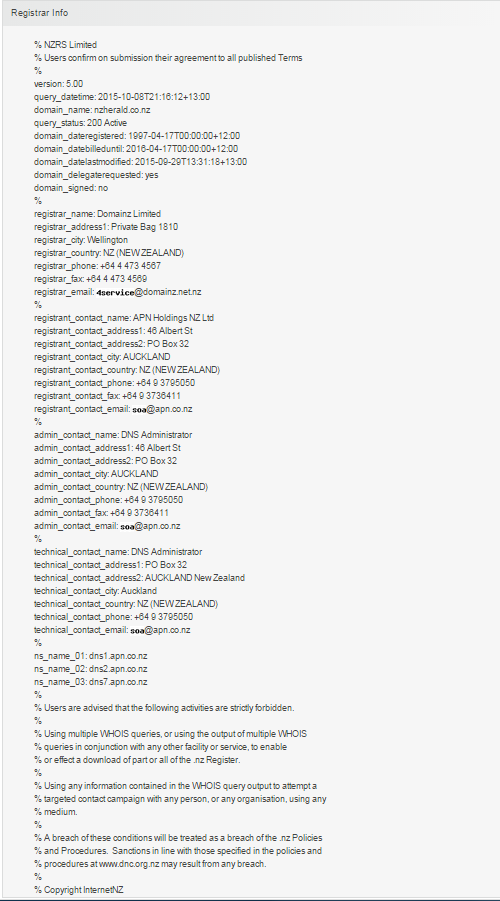 Registrar Info
% NZRS Limited
% Users confirm on submission their agreement to all published Terms
%
version: 5.00
query_datetime: 2015-10-08T21:16:12+13:00
domain_name: nzherald.co.nz
query_status: 200 Active
domain_dateregistered: 1997-04-17T00:00:00+12:00
domain_datebilleduntil: 2016-04-17T00:00:00+12:00
domain_datelastmodified: 2015-09-29T13:31:18+13:00
domain_delegaterequested: yes
domain_signed: no
%
registrar_name: Domainz Limited
registrar_address1: Private Bag 1810
registrar_city: Wellington
registrar_country: NZ (NEW ZEALAND)
registrar_phone: +64 4 473 4567
registrar_fax: +64 4 473 4569
registrar_email: 4service@domainz.net.nz
%
registrant_contact_name: APN Holdings NZ Ltd
registrant_contact_address1: 46 Albert St
registrant_contact_address2: PO Box 32
registrant_contact_city: AUCKLAND
registrant_contact_country: NZ (NEW ZEALAND)
registrant_contact_phone: +64 9 3795050
registrant_contact_fax: +64 9 3736411
registrant_contact_email: soa@apn.co.nz
%
admin_contact_name: DNS Administrator
admin_contact_address1: 46 Albert St
admin_contact_address2: PO Box 32
admin_contact_city: AUCKLAND
admin_contact_country: NZ (NEW ZEALAND)
admin_contact_phone: +64 9 3795050
admin_contact_fax: +64 9 3736411
admin_contact_email: soa@apn.co.nz
%
technical_contact_name: DNS Administrator
technical_contact_address1: PO Box 32
technical_contact_address2: AUCKLAND New Zealand
technical_contact_city: Auckland
technical_contact_country: NZ (NEW ZEALAND)
technical_contact_phone: +64 9 3795050
technical_contact_email: soa@apn.co.nz
%
ns_name_01: dns1.apn.co.nz
ns_name_02: dns2.apn.co.nz
ns_name_03: dns7.apn.co.nz
%
% Users are advised that the following activities are strictly forbidden.
%
% Using multiple WHOIS queries, or using the output of multiple WHOIS
% queries in conjunction with any other facility or service, to enable
% or effect a download of part or all of the .nz Register.
%
% Using any information contained in the WHOIS query output to attempt a
% targeted contact campaign with any person, or any organisation, using any
% medium.
%
% A breach of these conditions will be treated as a breach of the .nz Policies
% and Procedures. Sanctions in line with those specified in the policies and
% procedures at www.dnc.org.nz may result from any breach.
%
% Copyright InternetNZ